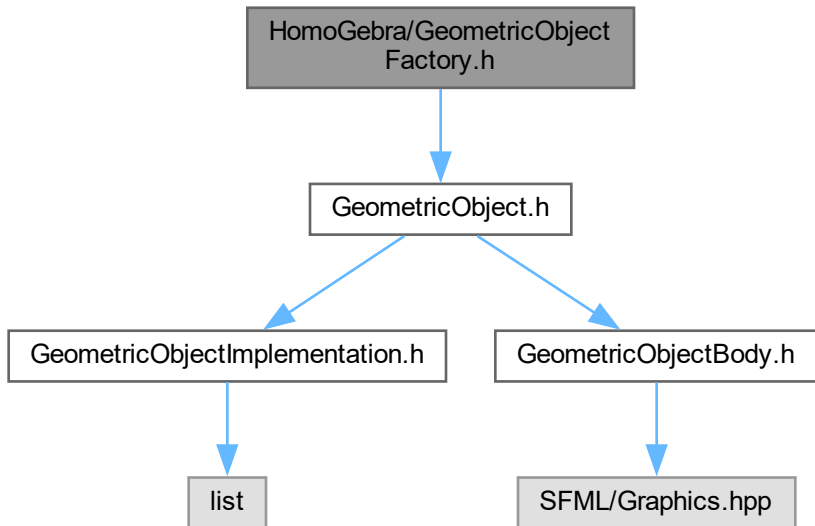 HomoGebra/GeometricObject
Factory.h
GeometricObject.h
GeometricObjectImplementation.h
GeometricObjectBody.h
list
SFML/Graphics.hpp